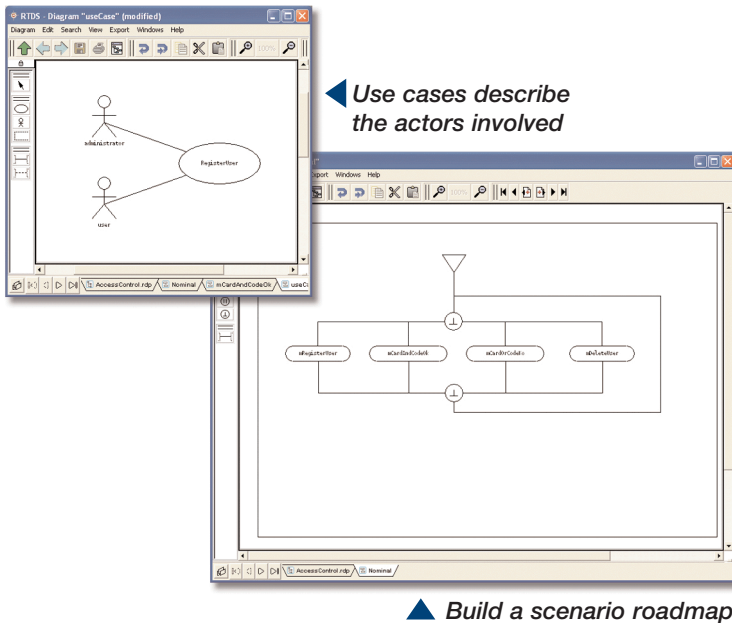 RTDS - Diagram "useCase" (modified)
Diagram Edit Search View Export Windows Help
100%
administrator
RegisterUser
user
AccessControl.rdp Nominal mCardAndCodeOk useC
Use cases describe
the actors involved
Export Windows Help
100%
mRegisterUser mCardAndCodeOk mCardOrCodeKo mDeleteUser
AccessControl.rdp Nominal
Build a scenario roadmap